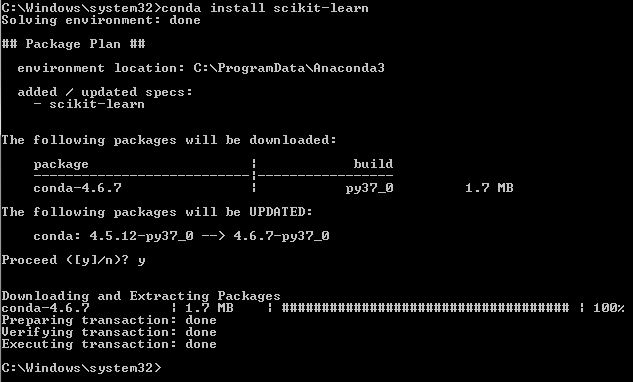 C:\Windows\system32>conda install scikit-learn
Solving environment: done
## Package Plan ##
environment location: C:\ProgramData\Anaconda3
added / updated specs:
- scikit-learn
The following packages will be downloaded:
package | build
---------------------------|-----------------
conda-4.6.7 | py37_0 1.7 MB
The following packages will be UPDATED:
conda: 4.5.12-py37_0 --> 4.6.7-py37_0
Proceed ([y]/n)? y
Downloading and Extracting Packages
conda-4.6.7 | 1.7 MB | #################################### | 100%
Preparing transaction: done
Verifying transaction: done
Executing transaction: done
C:\Windows\system32>